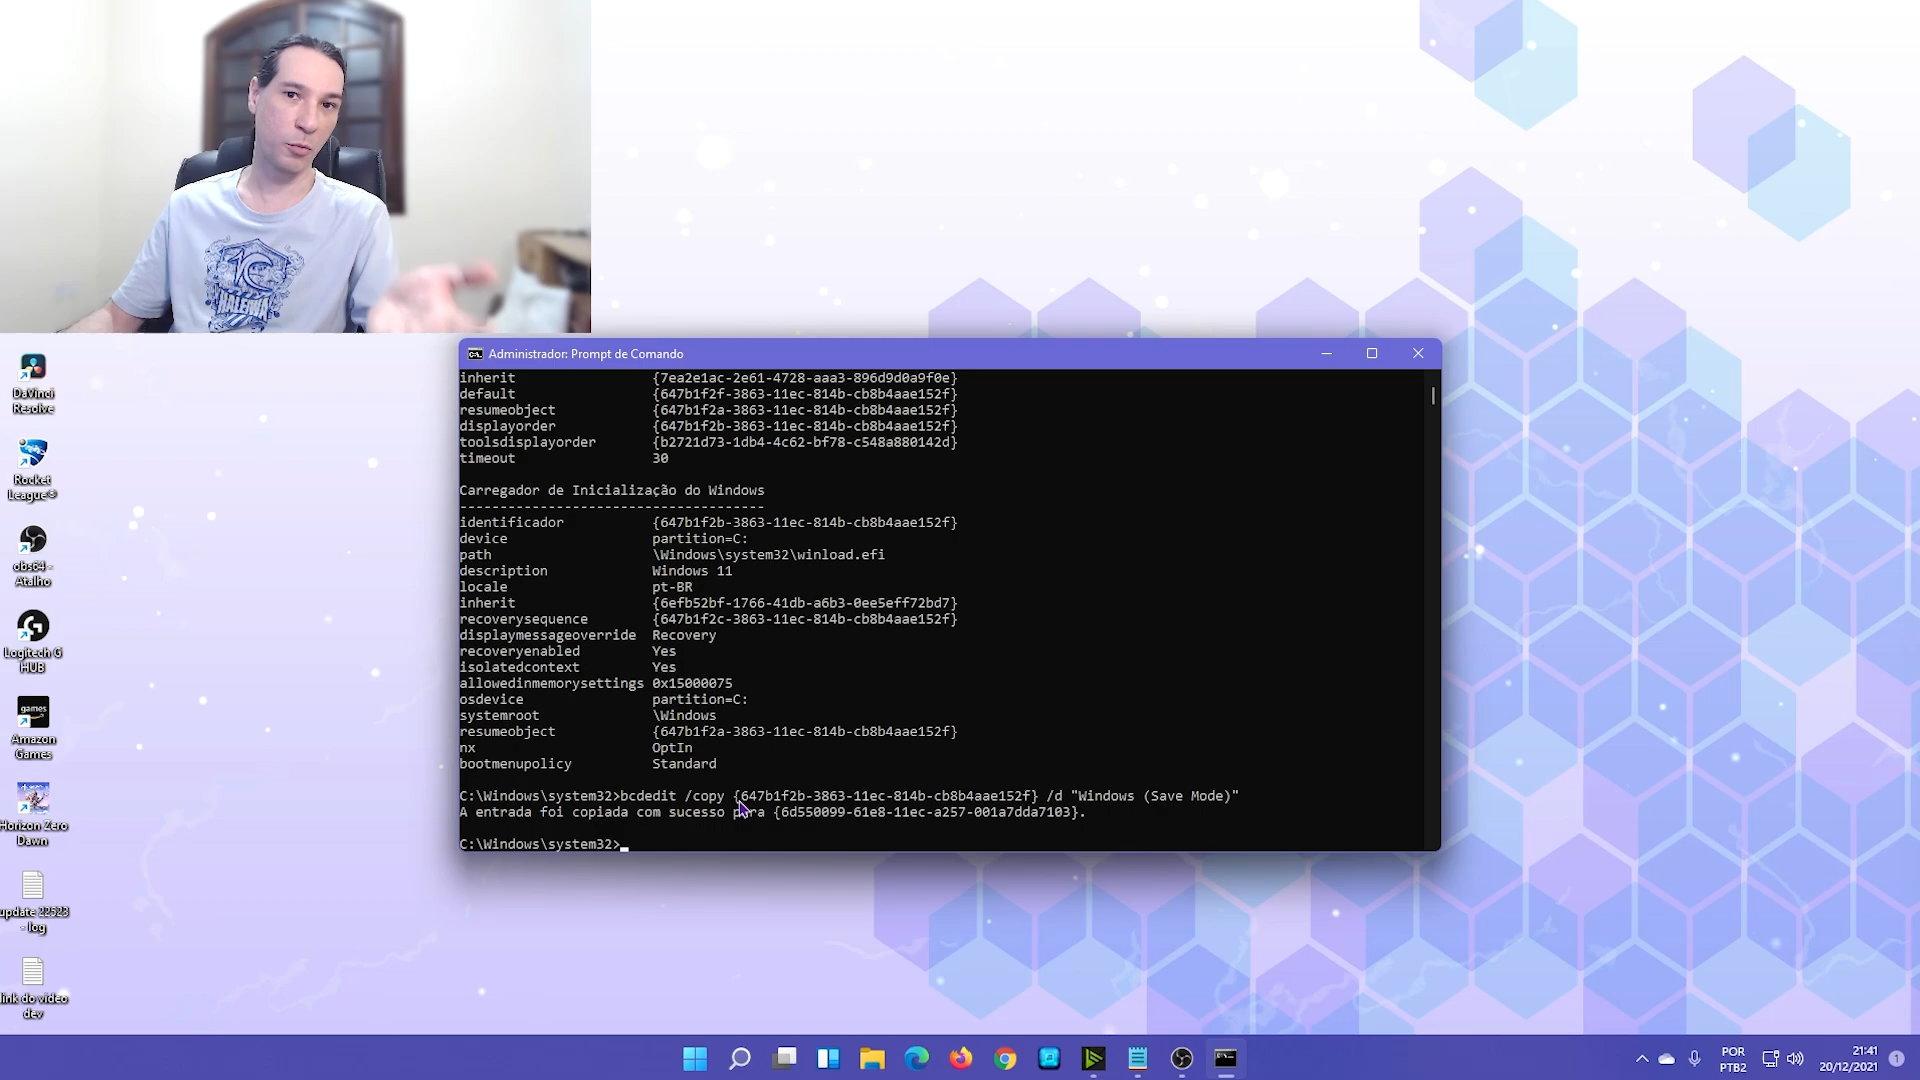 HALEIWA
DaVinci
Resolve
Rocket
League®
obs64 -
Atalho
Logitech G
HUB
games
Amazon
Games
Horizon Zero
Dawn
update 22523
- log
link do vídeo
dev
Administrador: Prompt de Comando
inherit {7ea2e1ac-2e61-4728-aaa3-896d9d0a9f0e}
default {647b1f2f-3863-11ec-814b-cb8b4aae152f}
resumeobject {647b1f2a-3863-11ec-814b-cb8b4aae152f}
displayorder {647b1f2b-3863-11ec-814b-cb8b4aae152f}
toolsdisplayorder {b2721d73-1db4-4c62-bf78-c548a880142d}
timeout 30
Carregador de Inicialização do Windows
--------------------------------------
identificador {647b1f2b-3863-11ec-814b-cb8b4aae152f}
device partition=C:
path \Windows\system32\winload.efi
description Windows 11
locale pt-BR
inherit {6efb52bf-1766-41db-a6b3-0ee5eff72bd7}
recoverysequence {647b1f2c-3863-11ec-814b-cb8b4aae152f}
displaymessageoverride Recovery
recoveryenabled Yes
isolatedcontext Yes
allowedinmemorysettings 0x15000075
osdevice partition=C:
systemroot \Windows
resumeobject {647b1f2a-3863-11ec-814b-cb8b4aae152f}
nx OptIn
bootmenupolicy Standard
C:\Windows\system32>bcdedit /copy {647b1f2b-3863-11ec-814b-cb8b4aae152f} /d "Windows (Save Mode)"
A entrada foi copiada com sucesso para {6d550099-61e8-11ec-a257-001a7dda7103}.
C:\Windows\system32>
POR
PTB2
21:41
20/12/2021
1